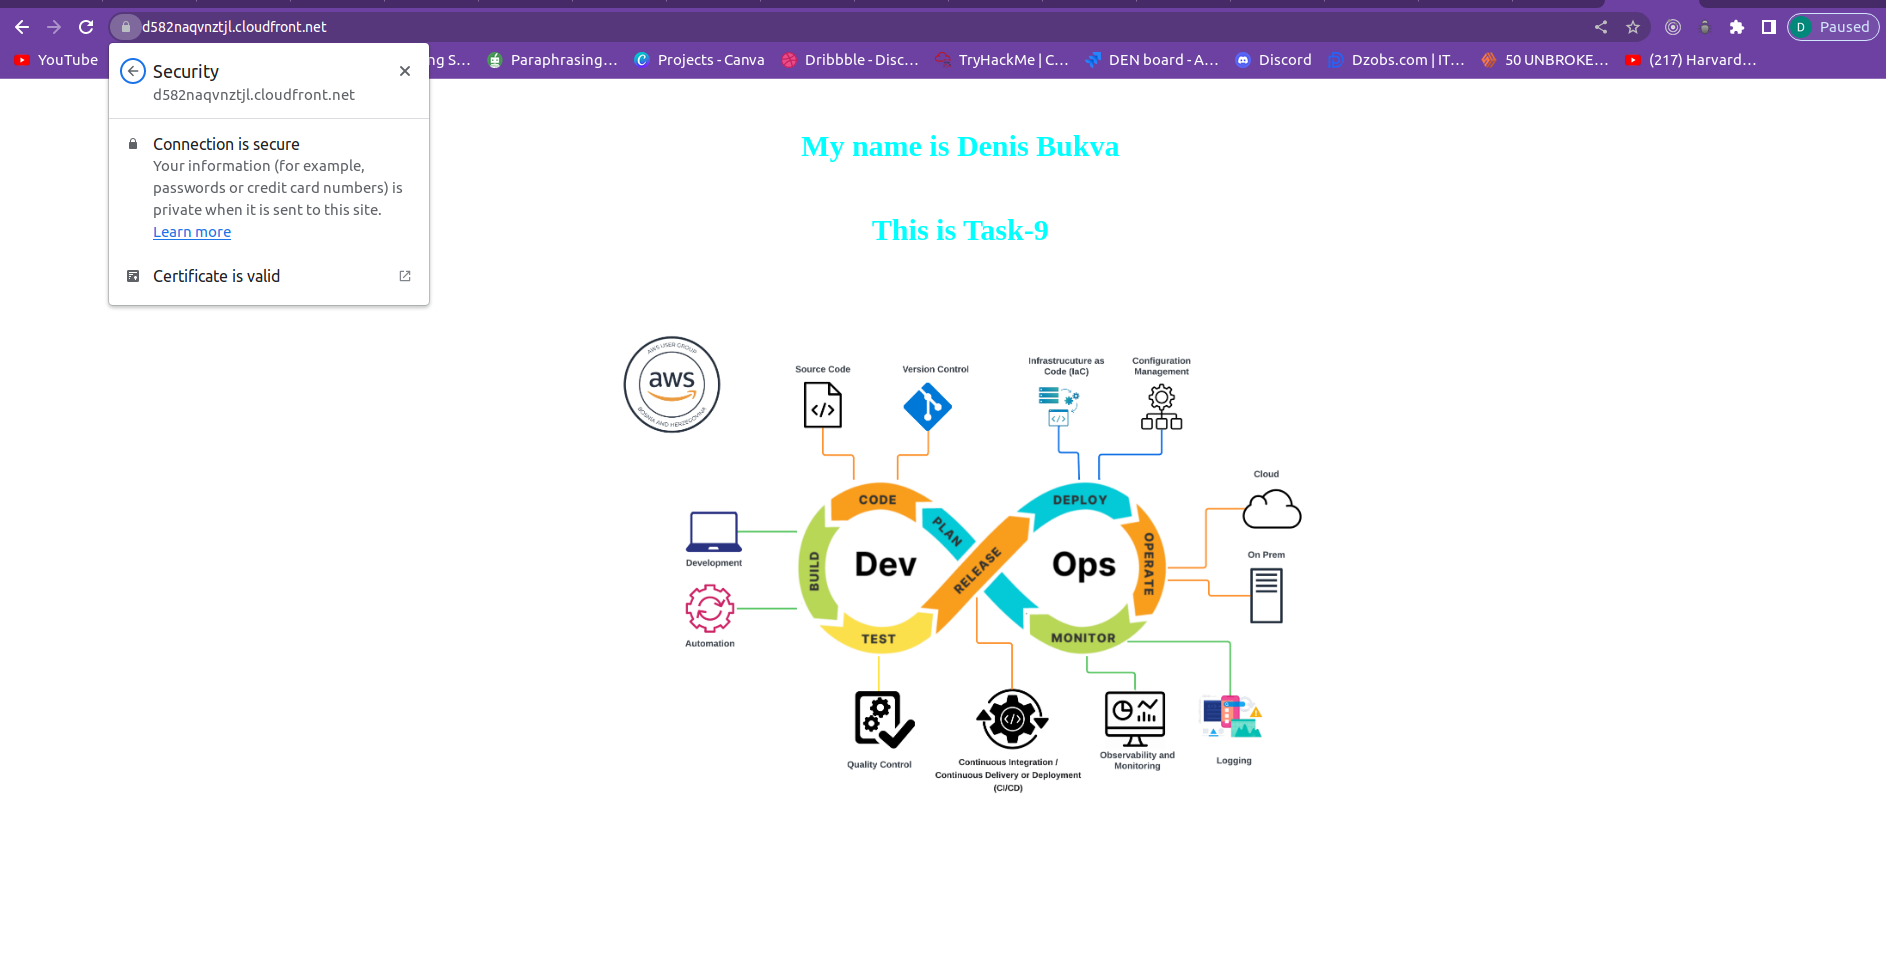 d582naqvnztjl.cloudfront.net
D Paused
YouTube
ng S...
Paraphrasing...
Projects - Canva
Dribbble - Disc...
TryHackMe | C...
DEN board - A...
Discord
Dzobs.com | IT...
50 UNBROKE...
(217) Harvard...
Security
d582naqvnztjl.cloudfront.net
Connection is secure
Your information (for example,
passwords or credit card numbers) is
private when it is sent to this site.
Learn more
Certificate is valid
My name is Denis Bukva
This is Task-9
AWS USER GROUP
aws
BOSNIA AND HERZEGOVINA
Source Code
Version Control
Infrastrucuture as
Code (IaC)
Configuration
Management
Cloud
On Prem
Development
Automation
CODE
PLAN
BUILD
Dev
TEST
RELEASE
DEPLOY
Ops
OPERATE
MONITOR
Quality Control
Continuous Integration /
Continuous Delivery or Deployment
(CI/CD)
Observability and
Monitoring
Logging